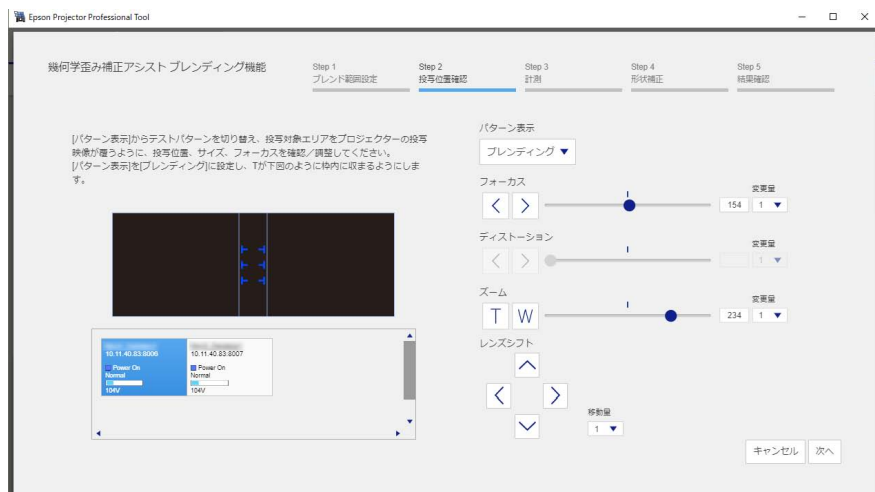 Epson Projector Professional Tool
幾何学歪み補正アシスト ブレンディング機能
Step 1
ブレンド範囲設定
Step 2
投写位置確認
Step 3
計測
Step 4
形状補正
Step 5
結果確認
[パターン表示]からテストパターンを切り替え、投写対象エリアをプロジェクターの投写
映像が覆うように、投写位置、サイズ、フォーカスを確認／調整してください。
[パターン表示]を[ブレンディング]に設定し、Tが下図のように枠内に収まるようにしま
す。
10.11.40.83:8006
Power On
Normal
104V
10.11.40.83:8007
Power On
Normal
104V
パターン表示
ブレンディング ▼
フォーカス
変更量
154 1 ▼
ディストーション
変更量
1 ▼
ズーム
変更量
T W 234 1 ▼
レンズシフト
移動量
1 ▼
キャンセル 次へ